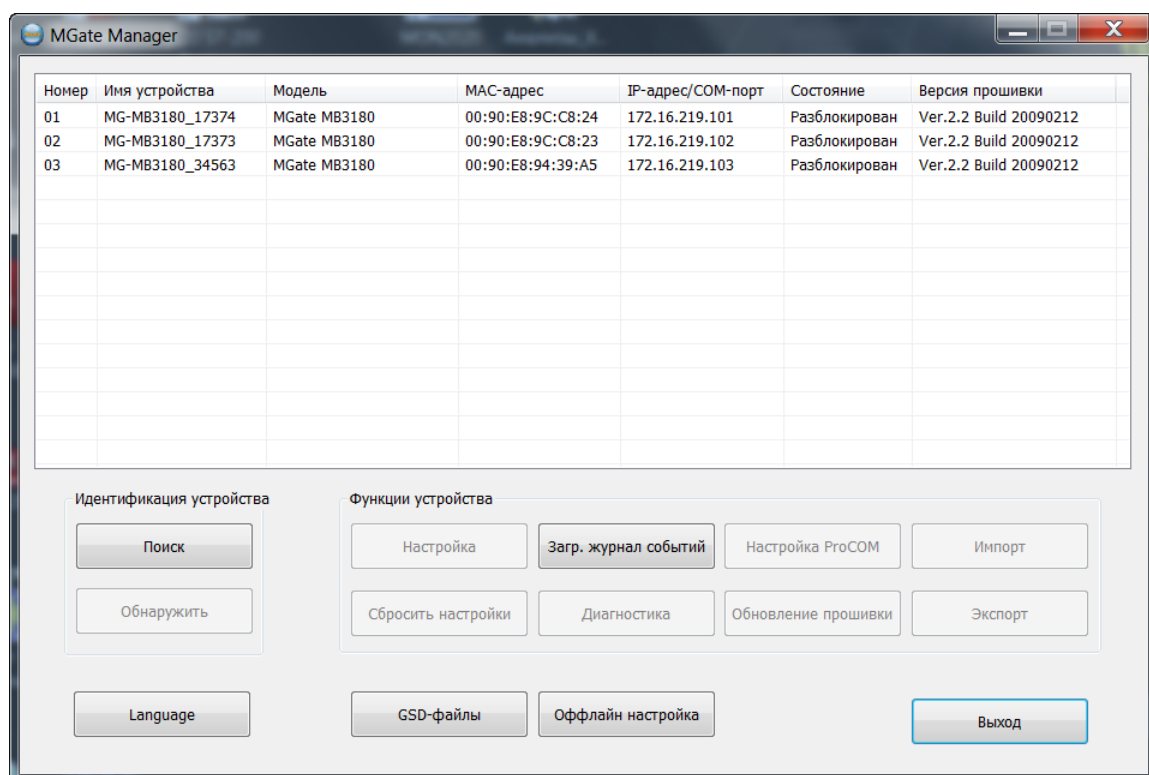 MGate Manager
Номер Имя устройства Модель MAC-адрес IP-адрес/COM-порт Состояние Версия прошивки
01 MG-MB3180_17374 MGate MB3180 00:90:E8:9C:C8:24 172.16.219.101 Разблокирован Ver.2.2 Build 20090212
02 MG-MB3180_17373 MGate MB3180 00:90:E8:9C:C8:23 172.16.219.102 Разблокирован Ver.2.2 Build 20090212
03 MG-MB3180_34563 MGate MB3180 00:90:E8:94:39:A5 172.16.219.103 Разблокирован Ver.2.2 Build 20090212
Идентификация устройства Функции устройства
Поиск Настройка Загр. журнал событий Настройка ProCOM Импорт
Обнаружить Сбросить настройки Диагностика Обновление прошивки Экспорт
Language GSD-файлы Оффлайн настройка Выход